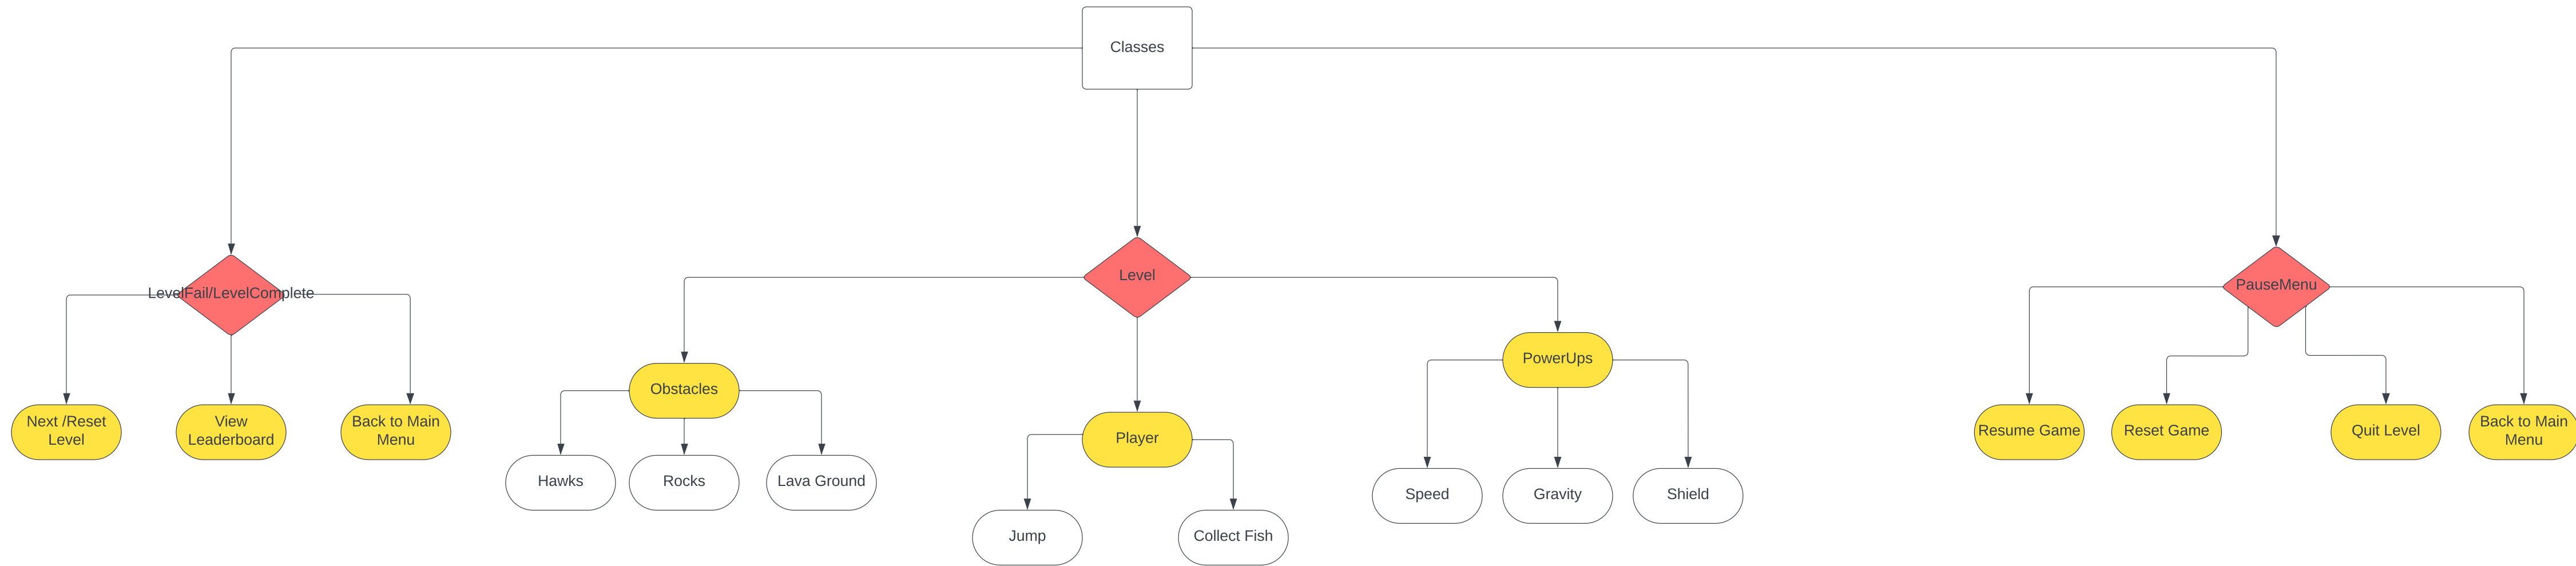 Classes
LevelFail/LevelComplete
Level
PauseMenu
Next /Reset
Level
View
Leaderboard
Back to Main
Menu
Obstacles
Hawks
Rocks
Lava Ground
Player
Jump
Collect Fish
PowerUps
Speed
Gravity
Shield
Resume Game
Reset Game
Quit Level
Back to Main
Menu